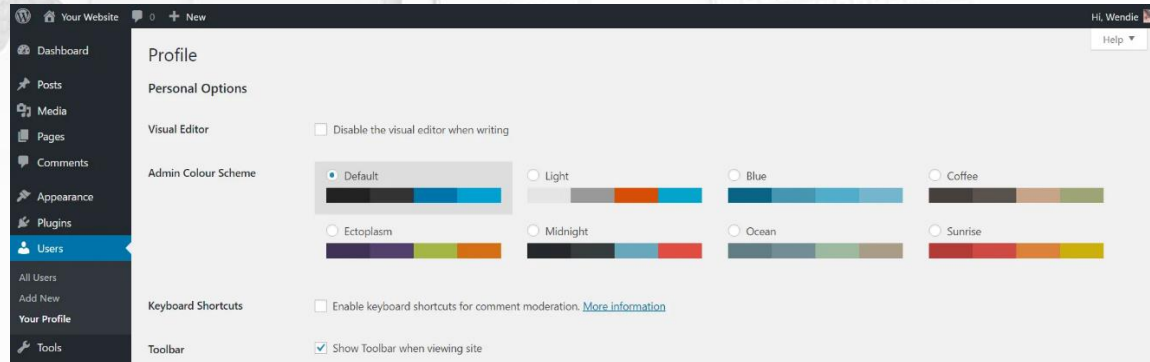 Your Website 0 New Hi, Wendie
Help
Dashboard
Posts
Media
Pages
Comments
Appearance
Plugins
Users
All Users
Add New
Your Profile
Tools
Profile
Personal Options
Visual Editor Disable the visual editor when writing
Admin Colour Scheme Default Light Blue Coffee
Ectoplasm Midnight Ocean Sunrise
Keyboard Shortcuts Enable keyboard shortcuts for comment moderation. More information
Toolbar Show Toolbar when viewing site